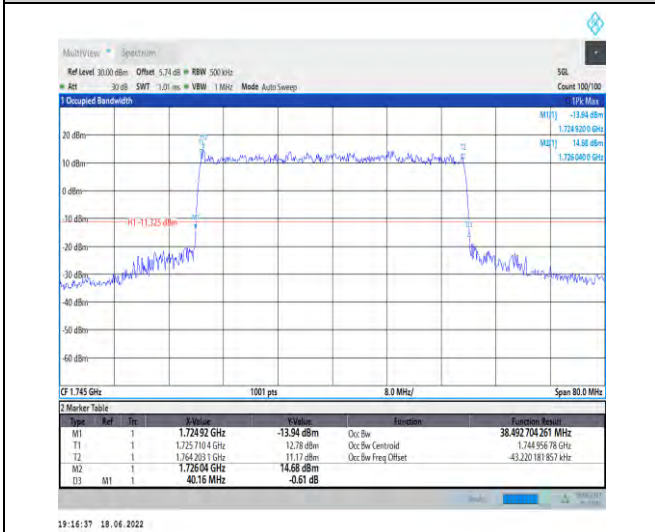 MultiView Spectrum
Ref Level 30.00 dBm Offset 5.74 dB RBW 500 kHz SGL
Att 30 dB SWT 1.01 ms VBW 1 MHz Mode Auto Sweep Count 100/100
1 Occupied Bandwidth 1Pk Max
M1[1] -13.94 dBm
1.724 920 0 GHz
M2[1] 14.68 dBm
1.726 040 0 GHz
20 dBm
10 dBm
0 dBm
-10 dBm
H1 -11.325 dBm
-20 dBm
-30 dBm
-40 dBm
-50 dBm
-60 dBm
CF 1.745 GHz 1001 pts 8.0 MHz/ Span 80.0 MHz
2 Marker Table
Type Ref Trc X-Value Y-Value Function Function Result
M1 1 1.724 92 GHz -13.94 dBm Occ Bw 38.492 704 261 MHz
T1 1 1.725 710 4 GHz 12.78 dBm Occ Bw Centroid 1.744 956 78 GHz
T2 1 1.764 203 1 GHz 11.17 dBm Occ Bw Freq Offset -43.220 181 857 kHz
M2 1 1.726 04 GHz 14.68 dBm
D3 M1 1 40.16 MHz -0.61 dB
19:16:37 18.06.2022